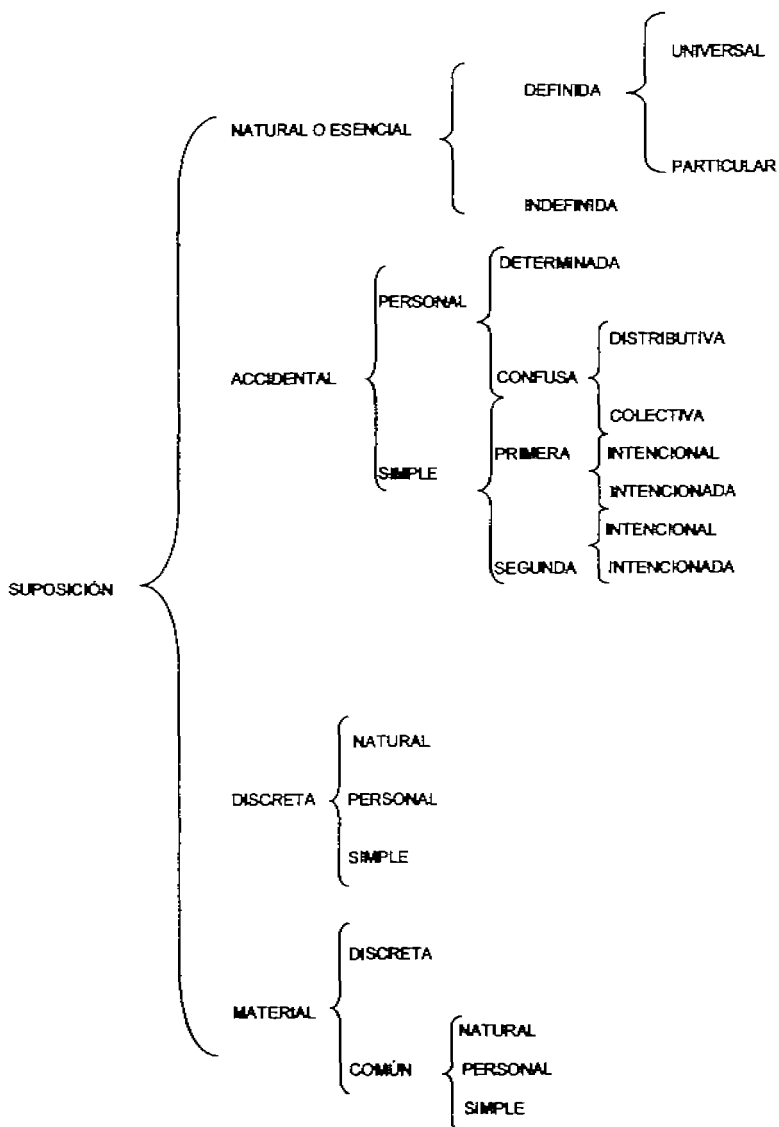 UNIVERSAL
DEFINIDA
NATURAL O ESENCIAL
PARTICULAR
INDEFINIDA
DETERMINADA
PERSONAL
DISTRIBUTIVA
ACCIDENTAL
CONFUSA
COLECTIVA
PRIMERA
INTENCIONAL
SIMPLE
INTENCIONADA
INTENCIONAL
SEGUNDA
INTENCIONADA
SUPOSICIÓN
NATURAL
DISCRETA
PERSONAL
SIMPLE
DISCRETA
MATERIAL
NATURAL
COMÚN
PERSONAL
SIMPLE